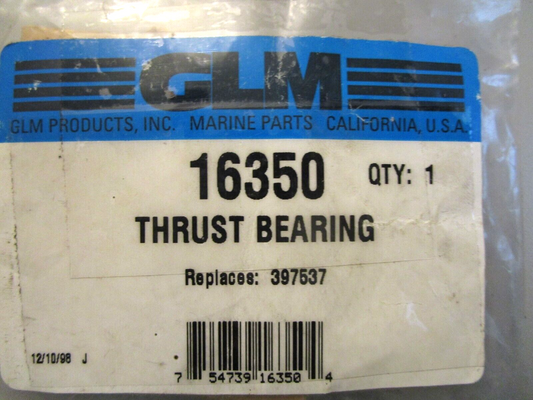 GLM
GLM PRODUCTS, INC. MARINE PARTS CALIFORNIA, U.S.A.
16350 QTY: 1
THRUST BEARING
Replaces: 397537
12/10/98 J
7 54739 16350 4